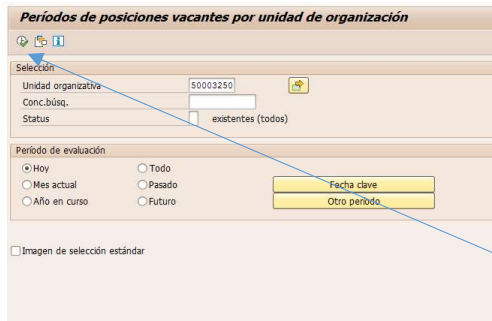 Períodos de posiciones vacantes por unidad de organización
Selección
Unidad organizativa 50003250
Conc.búsq.
Status existentes (todos)
Período de evaluación
Hoy Todo
Mes actual Pasado Fecha clave
Año en curso Futuro Otro período
Imagen de selección estándar